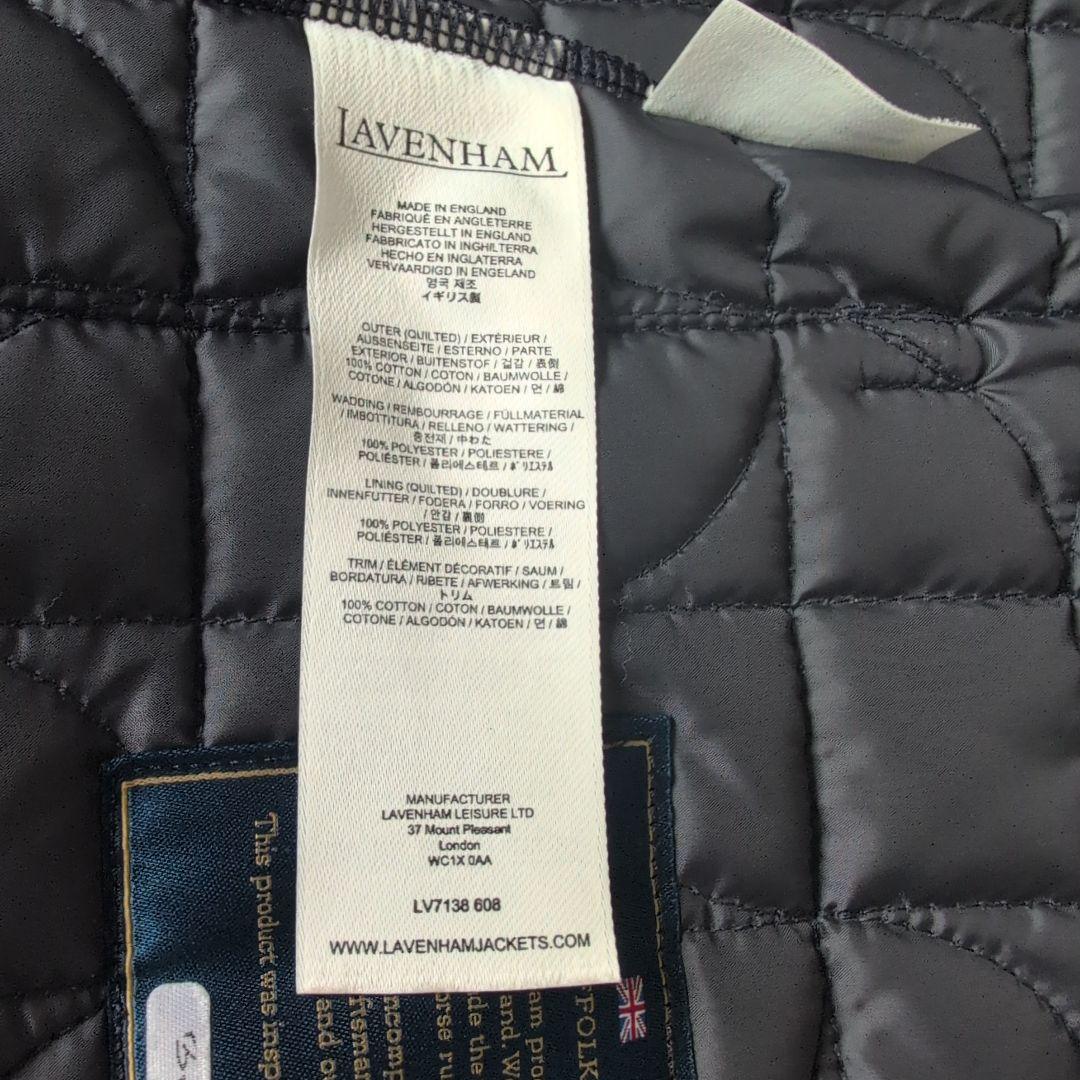 LAVENHAM
MADE IN ENGLAND
FABRIQUÉ EN ANGLETERRE
HERGESTELLT IN ENGLAND
FABBRICATO IN INGHILTERRA
HECHO EN INGLATERRA
VERVAARDIGD IN ENGELAND
영국 제조
イギリス製
OUTER (QUILTED) / EXTÉRIEUR /
AUSSENSEITE / ESTERNO / PARTE
EXTERIOR / BUITENSTOF / 겉감 / 表側
100% COTTON / COTON / BAUMWOLLE /
COTONE / ALGODÓN / KATOEN / 면 / 綿
WADDING / REMBOURRAGE / FÜLLMATERIAL
/ IMBOTTITURA / RELLENO / WATTERING /
충전재 / 中わた
100% POLYESTER / POLIESTERE /
POLIÉSTER / 폴리에스테르 / ポリエステル
LINING (QUILTED) / DOUBLURE /
INNENFUTTER / FODERA / FORRO / VOERING
/ 안감 / 裏側
100% POLYESTER / POLIESTERE /
POLIÉSTER / 폴리에스테르 / ポリエステル
TRIM / ÉLÉMENT DÉCORATIF / SAUM /
BORDATURA / RIBETE / AFWERKING / 트림 /
トリム
100% COTTON / COTON / BAUMWOLLE /
COTONE / ALGODÓN / KATOEN / 면 / 綿
MANUFACTURER
LAVENHAM LEISURE LTD
37 Mount Pleasant
London
WC1X 0AA
LV7138 608
WWW.LAVENHAMJACKETS.COM
This product was insp
and
the